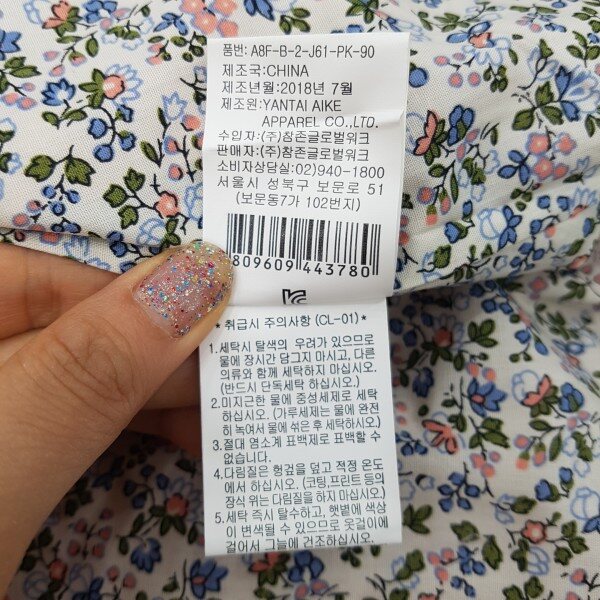 품번: A8F-B-2-J61-PK-90
제조국:CHINA
제조년월:2018년 7월
제조원:YANTAI AIKE
APPAREL CO.,LTD.
수입자:(주)참존글로벌워크
판매자:(주)참존글로벌워크
소비자상담실:02)940-1800
서울시 성북구 보문로 51
(보문동7가 102번지)
809609 443780
* 취급시 주의사항 (CL-01) *
1.세탁시 탈색의 우려가 있으므로
물에 장시간 담그지 마시고, 다른
의류와 함께 세탁하지 마십시오.
(반드시 단독세탁 하십시오.)
2.미지근한 물에 중성세제로 세탁
하십시오. (가루세제는 물에 완전
히 녹여서 물에 섞은 후 세탁하십시오.)
3.절대 염소계 표백제로 표백할 수
없습니다.
4.다림질은 헝겊을 덮고 적정 온도
에서 하십시오. (코팅,프린트 등의
장식 위는 다림질을 하지 마십시오.)
5.세탁 즉시 탈수하고, 햇볕에 색상
이 변색될 수 있으므로 옷걸이에
걸어서 그늘에 건조하십시오.